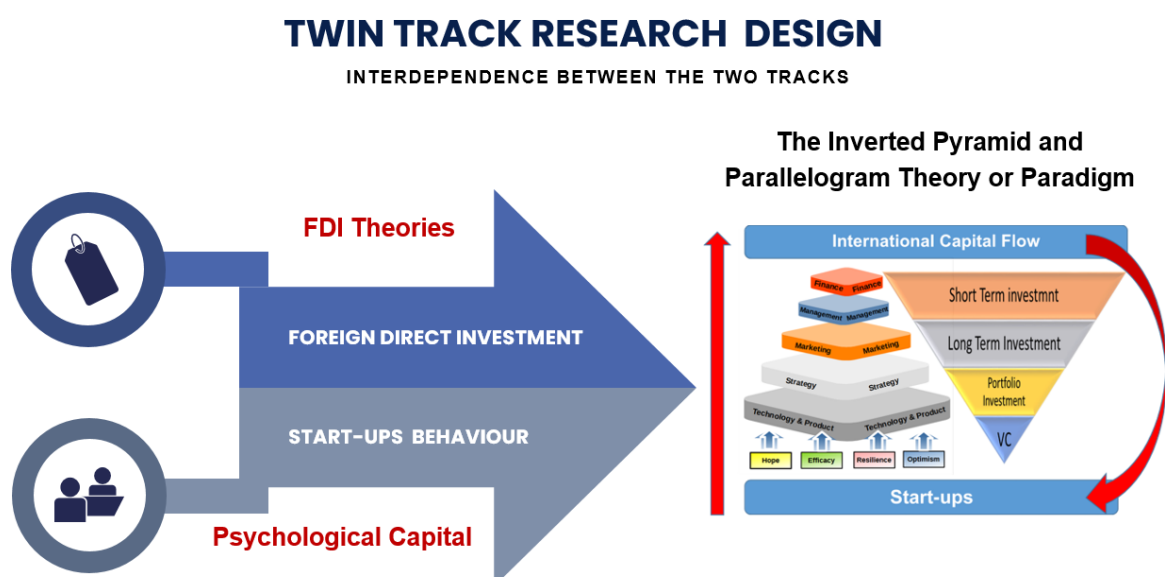 TWIN TRACK RESEARCH DESIGN
INTERDEPENDENCE BETWEEN THE TWO TRACKS
The Inverted Pyramid and
Parallelogram Theory or Paradigm
FDI Theories
FOREIGN DIRECT INVESTMENT
START-UPS BEHAVIOUR
Psychological Capital
International Capital Flow
Finance Finance
Management Management
Marketing Marketing
Strategy Strategy
Technology & Product Technology & Product
Hope Efficacy Resilience Optimism
Short Term investmnt
Long Term Investment
Portfolio
Investment
VC
Start-ups